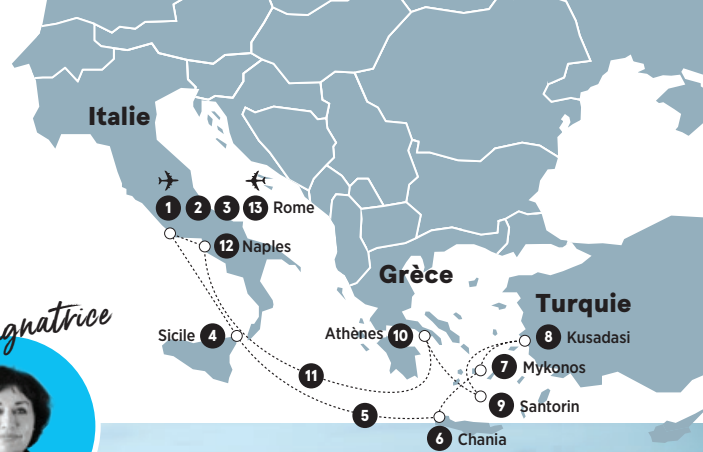 Italie
1 2 3 13 Rome
12 Naples
Grèce
Turquie
gnatrice
Sicile 4
Athènes 10
8 Kusadasi
7 Mykonos
11
9 Santorin
5
6 Chania